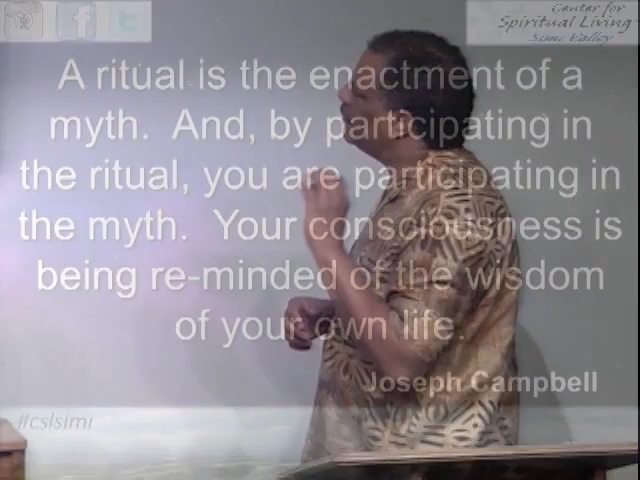 Center for
Spiritual Living
Simi Valley
A ritual is the enactment of a
myth. And, by participating in
the ritual, you are participating in
the myth. Your consciousness is
being re-minded of the wisdom
of your own life.
Joseph Campbell
#cslsimi